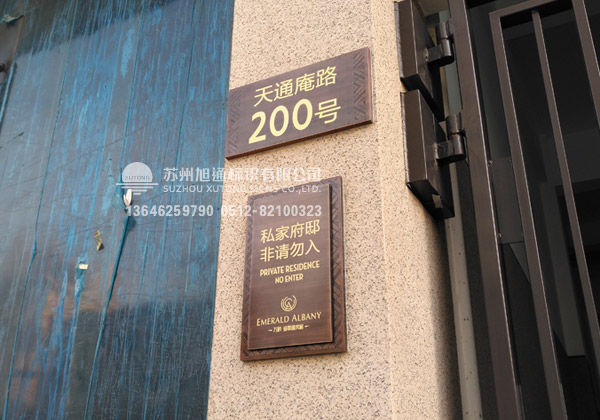 天通庵路
200号
苏州旭通标识有限公司
SUZHOU XUTONG SIGNS CO.,LTD.
13646259790 0512-82100323
私家府邸
非请勿入
PRIVATE RESIDENCE
NO ENTER
EMERALD ALBANY